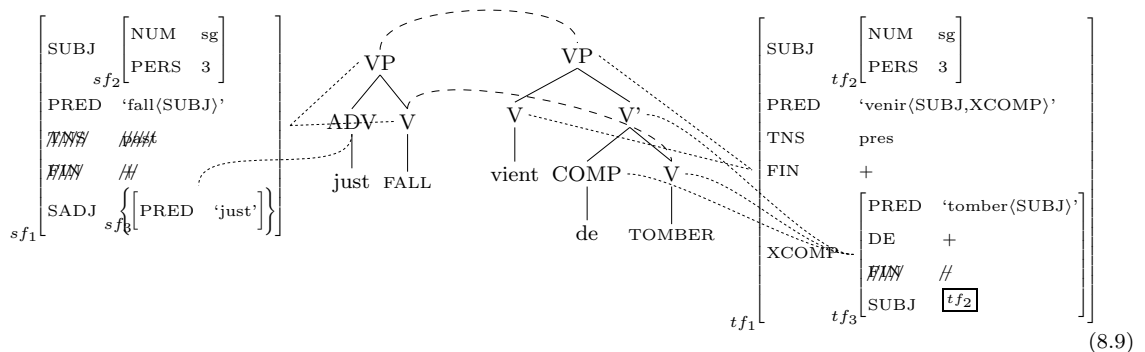 SUBJ sf2 [NUM sg
PERS 3]
PRED ‘fall⟨SUBJ⟩’
TNS past
FIN +
SADJ sf3 {[PRED ‘just’]}
sf1
VP
ADV V
just FALL
VP
V V'
vient COMP V
de TOMBER
SUBJ tf2 [NUM sg
PERS 3]
PRED ‘venir⟨SUBJ,XCOMP⟩’
TNS pres
FIN +
XCOMP tf3 [PRED ‘tomber⟨SUBJ⟩’
DE +
FIN -
SUBJ tf2]
tf1
(8.9)